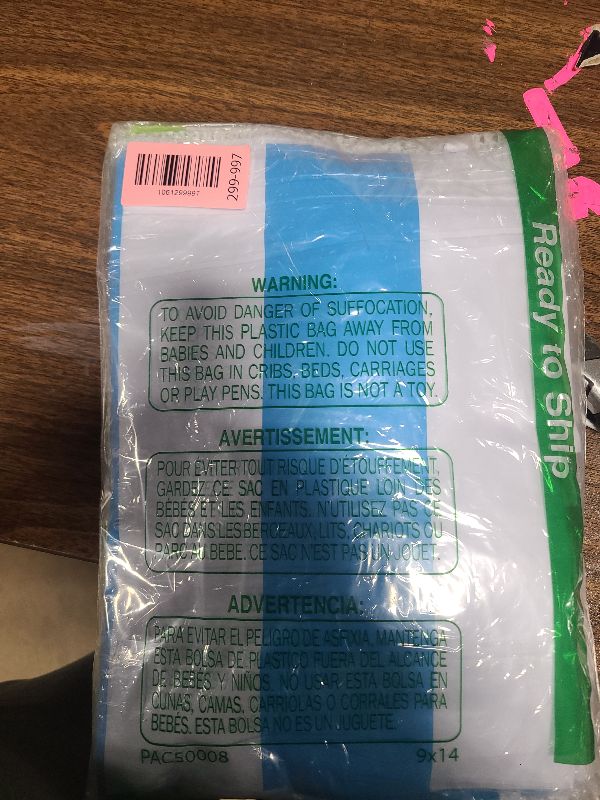 1061299997
299-997
Ready to Ship
WARNING:
TO AVOID DANGER OF SUFFOCATION,
KEEP THIS PLASTIC BAG AWAY FROM
BABIES AND CHILDREN. DO NOT USE
THIS BAG IN CRIBS, BEDS, CARRIAGES
OR PLAY PENS. THIS BAG IS NOT A TOY.
AVERTISSEMENT:
POUR ÉVITER TOUT RISQUE D'ÉTOUFFEMENT,
GARDEZ CE SAC EN PLASTIQUE LOIN DES
BÉBÉS ET LES ENFANTS. N'UTILISEZ PAS CE
SAC DANS LES BERCEAUX, LITS, CHARIOTS OU
PARC AU BEBE. CE SAC N'EST PAS UN JOUET.
ADVERTENCIA:
PARA EVITAR EL PELIGRO DE ASFIXIA, MANTENGA
ESTA BOLSA DE PLASTICO FUERA DEL ALCANCE
DE BEBÉS Y NIÑOS. NO USAR ESTA BOLSA EN
CUNAS, CAMAS, CARRIOLAS O CORRALES PARA
BEBÉS. ESTA BOLSA NO ES UN JUGUETE.
PAC50008
9x14